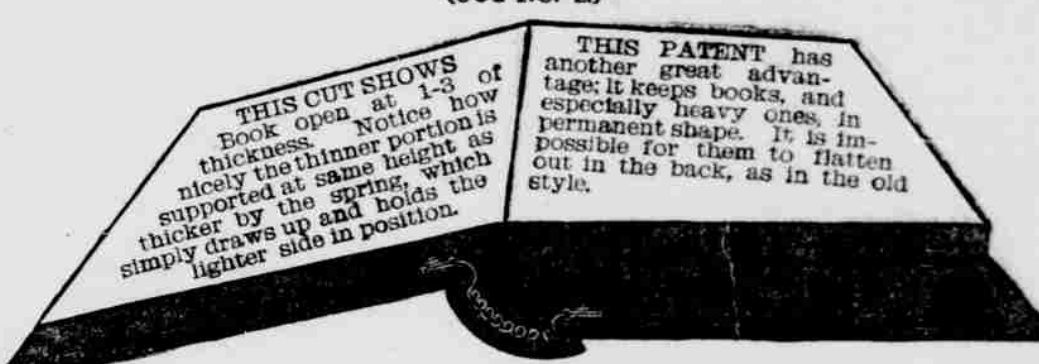 THIS CUT SHOWS
Book open at 1-3 of
thickness. Notice how
nicely the thinner portion is
supported at same height as
thicker by the spring, which
simply draws up and holds the
lighter side in position.
THIS PATENT has
another great advan-
tage; it keeps books, and
especially heavy ones, in
permanent shape. It is im-
possible for them to flatten
out in the back, as in the old
style.